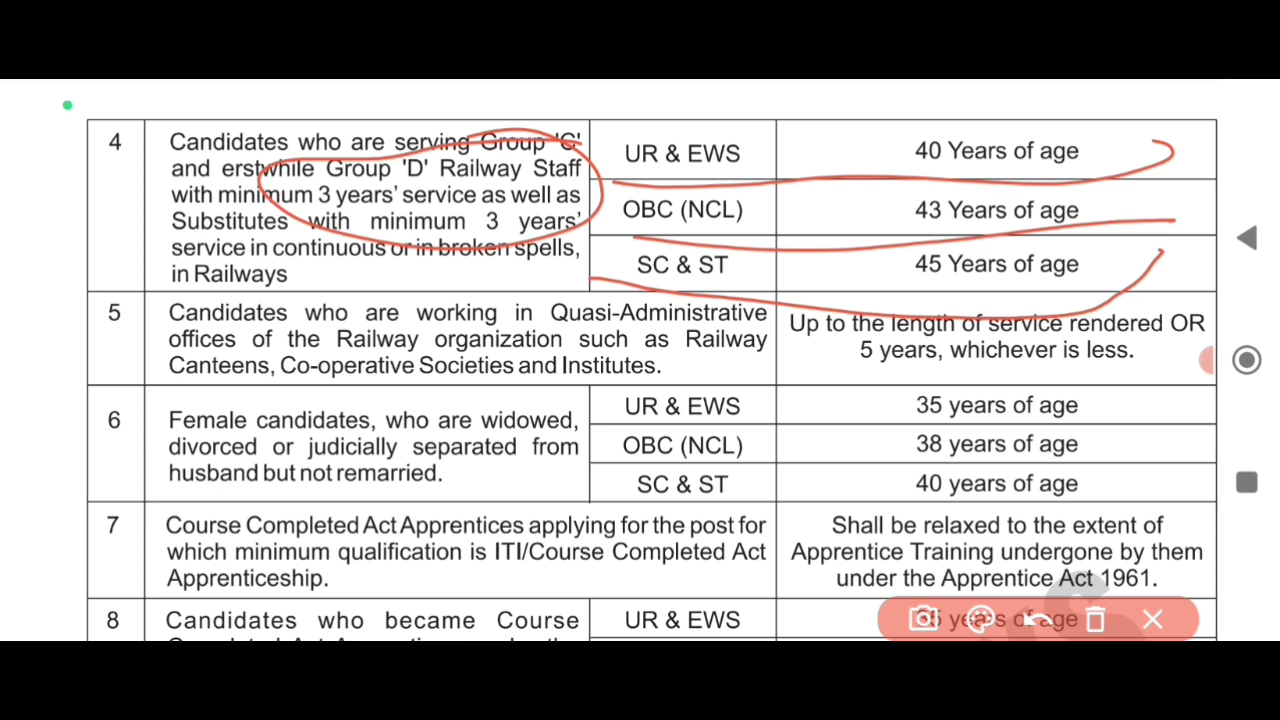 4
Candidates who are serving Group 'C'
and erstwhile Group 'D' Railway Staff
with minimum 3 years' service as well as
Substitutes with minimum 3 years'
service in continuous or in broken spells,
in Railways
UR & EWS
40 Years of age
OBC (NCL)
43 Years of age
SC & ST
45 Years of age
5
Candidates who are working in Quasi-Administrative
offices of the Railway organization such as Railway
Canteens, Co-operative Societies and Institutes.
Up to the length of service rendered OR
5 years, whichever is less.
6
Female candidates, who are widowed,
divorced or judicially separated from
husband but not remarried.
UR & EWS
35 years of age
OBC (NCL)
38 years of age
SC & ST
40 years of age
7
Course Completed Act Apprentices applying for the post for
which minimum qualification is ITI/Course Completed Act
Apprenticeship.
Shall be relaxed to the extent of
Apprentice Training undergone by them
under the Apprentice Act 1961.
8
Candidates who became Course
UR & EWS
years of age